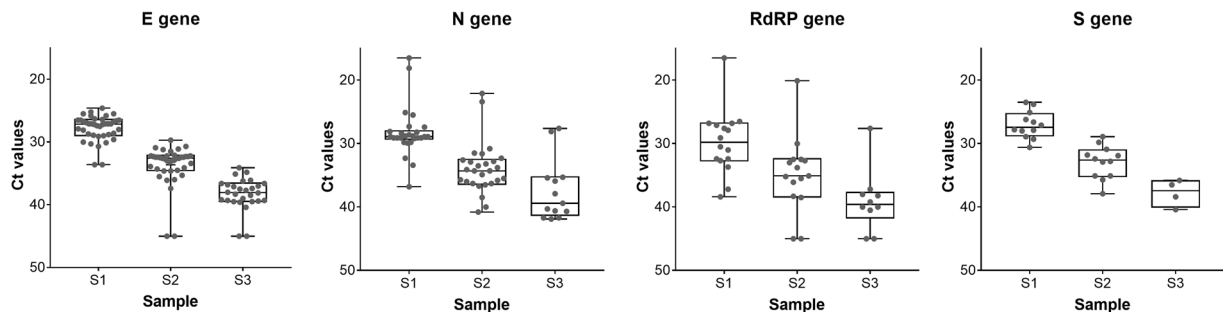 E gene
N gene
RdRP gene
S gene
Ct values
20
30
40
50
S1
S2
S3
Sample
Ct values
20
30
40
50
S1
S2
S3
Sample
Ct values
20
30
40
50
S1
S2
S3
Sample
Ct values
20
30
40
50
S1
S2
S3
Sample